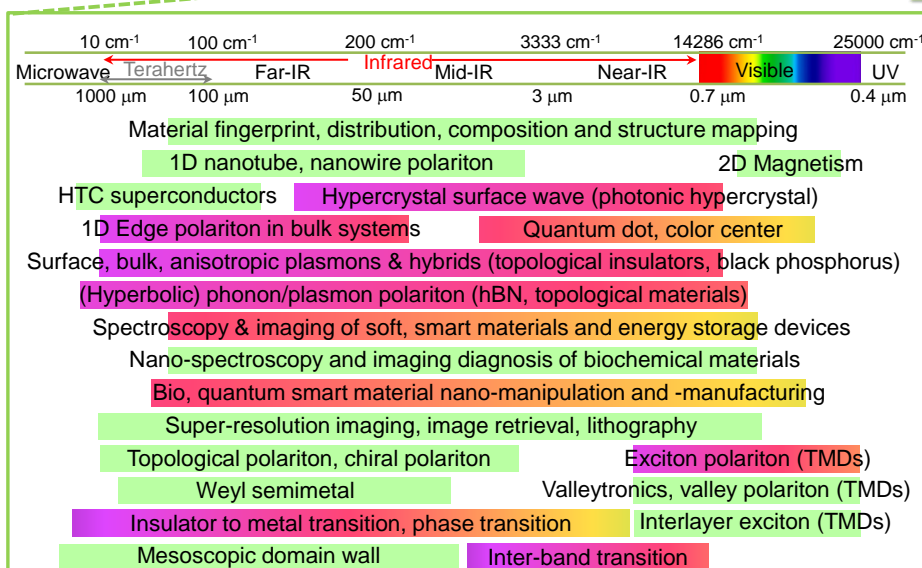 10 cm⁻¹ 100 cm⁻¹ 200 cm⁻¹ 3333 cm⁻¹ 14286 cm⁻¹ 25000 cm⁻¹
Infrared
Microwave Terahertz Far-IR Mid-IR Near-IR Visible UV
1000 μm 100 μm 50 μm 3 μm 0.7 μm 0.4 μm
Material fingerprint, distribution, composition and structure mapping
1D nanotube, nanowire polariton 2D Magnetism
HTC superconductors Hypercrystal surface wave (photonic hypercrystal)
1D Edge polariton in bulk systems Quantum dot, color center
Surface, bulk, anisotropic plasmons & hybrids (topological insulators, black phosphorus)
(Hyperbolic) phonon/plasmon polariton (hBN, topological materials)
Spectroscopy & imaging of soft, smart materials and energy storage devices
Nano-spectroscopy and imaging diagnosis of biochemical materials
Bio, quantum smart material nano-manipulation and -manufacturing
Super-resolution imaging, image retrieval, lithography
Topological polariton, chiral polariton Exciton polariton (TMDs)
Weyl semimetal Valleytronics, valley polariton (TMDs)
Insulator to metal transition, phase transition Interlayer exciton (TMDs)
Mesoscopic domain wall Inter-band transition